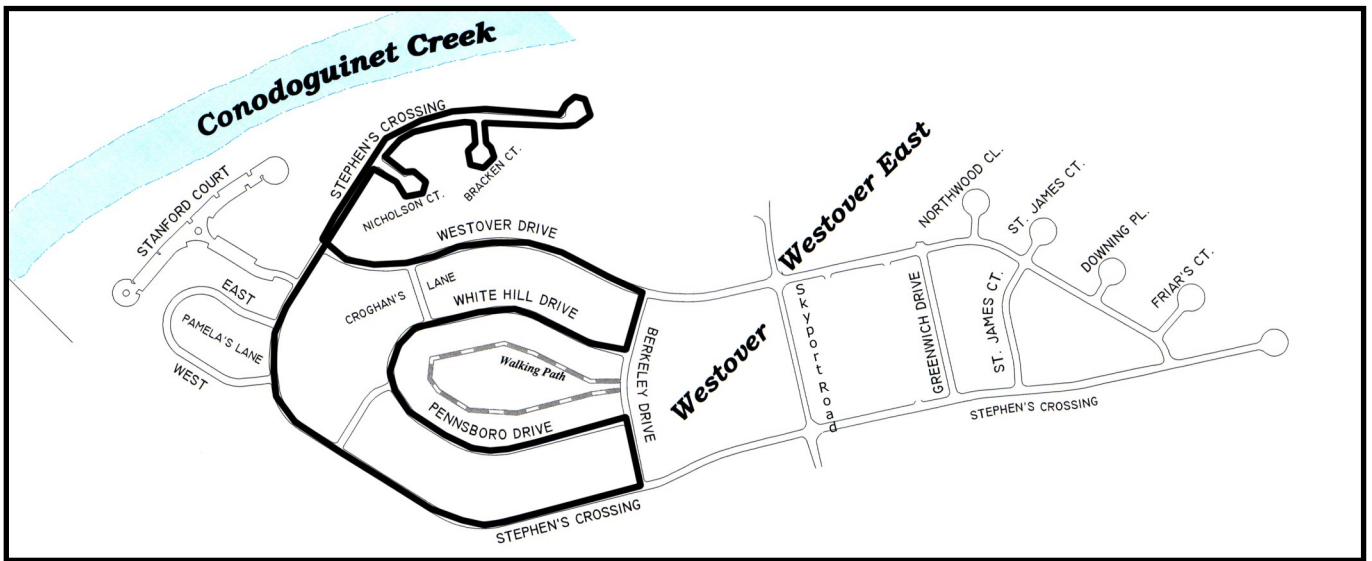 Conodoguinet Creek
STEPHEN'S CROSSING
STANFORD COURT
NICHOLSON CT.
BRACKEN CT.
WESTOVER DRIVE
EAST
PAMELA'S LANE
WEST
CROGHAN'S LANE
WHITE HILL DRIVE
Walking Path
PENNSBORO DRIVE
BERKELEY DRIVE
STEPHEN'S CROSSING
Westover
Westover East
Skyport Road
NORTHWOOD CL.
ST. JAMES CT.
DOWNING PL.
FRIAR'S CT.
GREENWICH DRIVE
ST. JAMES CT.
STEPHEN'S CROSSING